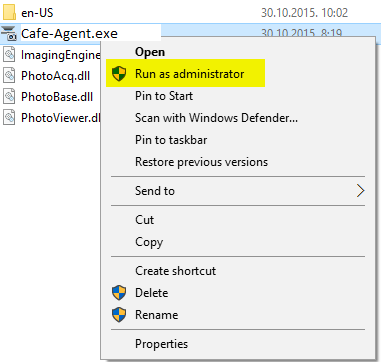 en-US 30.10.2015. 10:02
Cafe-Agent.exe 30.10.2015. 8:19
ImagingEngine
PhotoAcq.dll
PhotoBase.dll
PhotoViewer.dl
Open
Run as administrator
Pin to Start
Scan with Windows Defender...
Pin to taskbar
Restore previous versions
Send to
Cut
Copy
Create shortcut
Delete
Rename
Properties